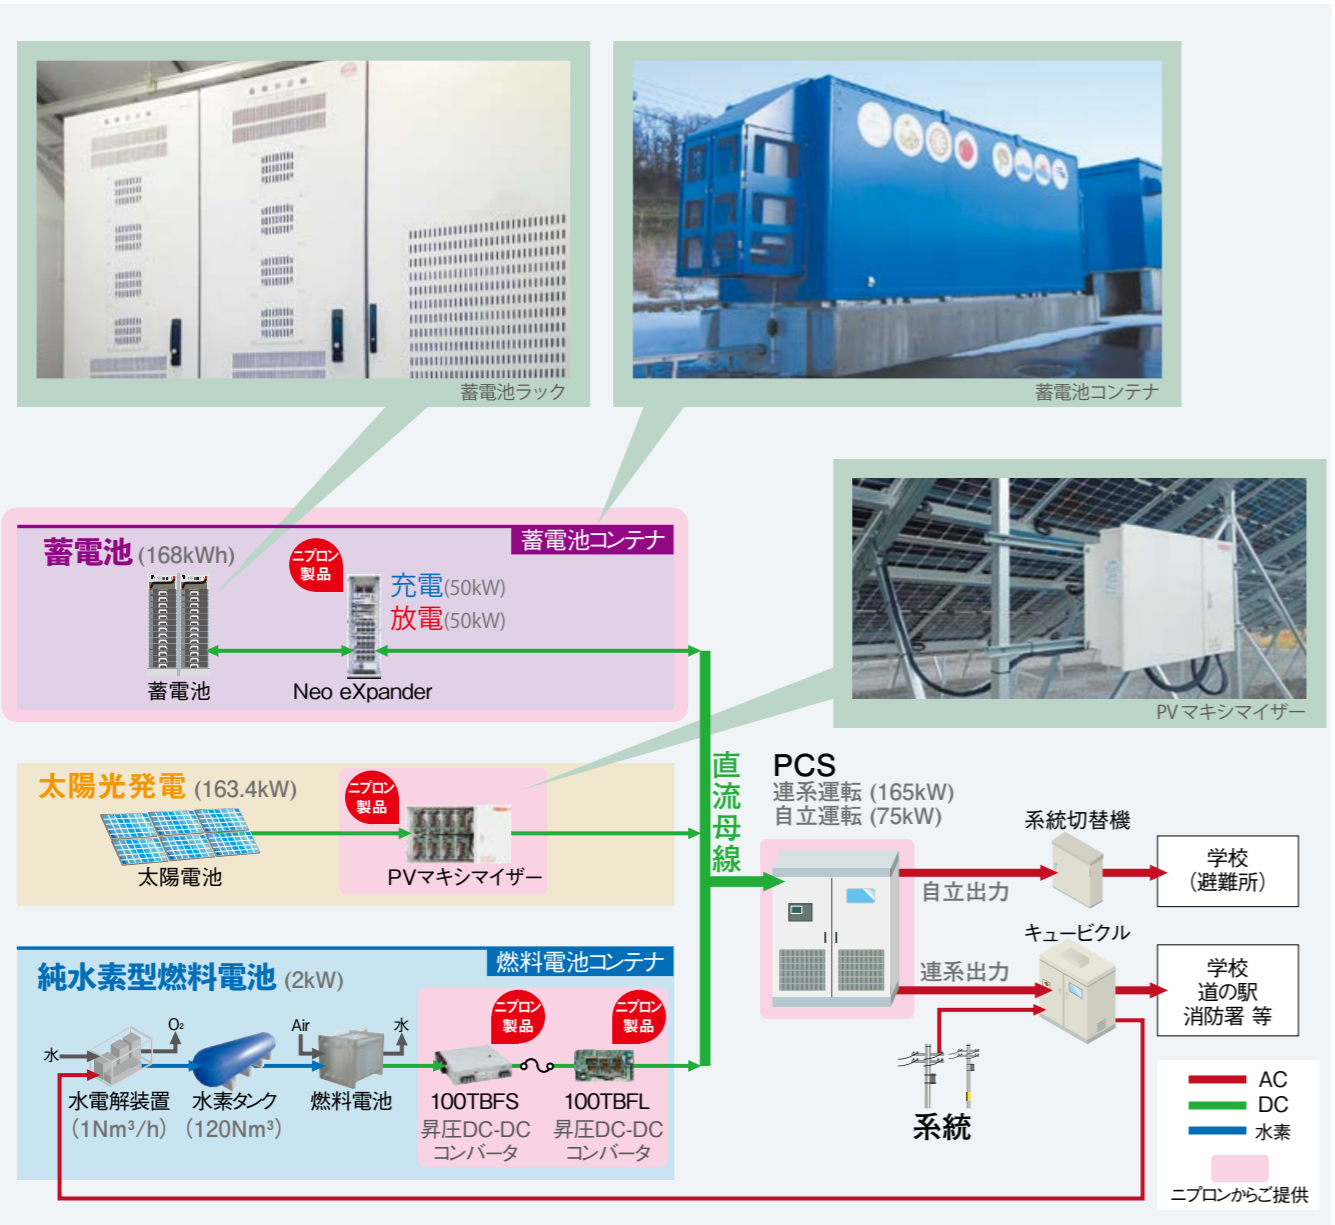 蓄電池ラック
蓄電池コンテナ
PVマキシマイザー
蓄電池コンテナ
蓄電池 (168kWh)
ニプロン
製品
充電(50kW)
放電(50kW)
蓄電池
Neo eXpander
太陽光発電 (163.4kW)
ニプロン
製品
太陽電池
PVマキシマイザー
直流母線
PCS
連系運転 (165kW)
自立運転 (75kW)
自立出力
連系出力
系統切替機
学校
（避難所）
キュービクル
学校
道の駅
消防署 等
系統
燃料電池コンテナ
純水素型燃料電池 (2kW)
水
O₂
Air
水
ニプロン
製品
ニプロン
製品
水電解装置
（1Nm³/h）
水素タンク
（120Nm³）
燃料電池
100TBFS
昇圧DC-DC
コンバータ
100TBFL
昇圧DC-DC
コンバータ
AC
DC
水素
ニプロンからご提供